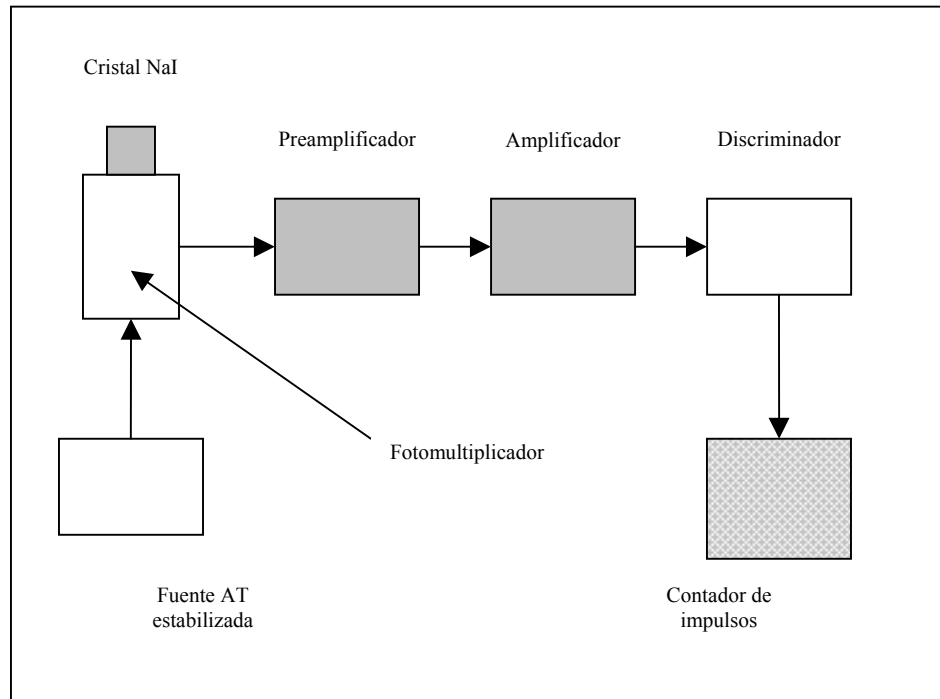 Cristal NaI
Preamplificador
Amplificador
Discriminador
Fotomultiplicador
Fuente AT
estabilizada
Contador de
impulsos